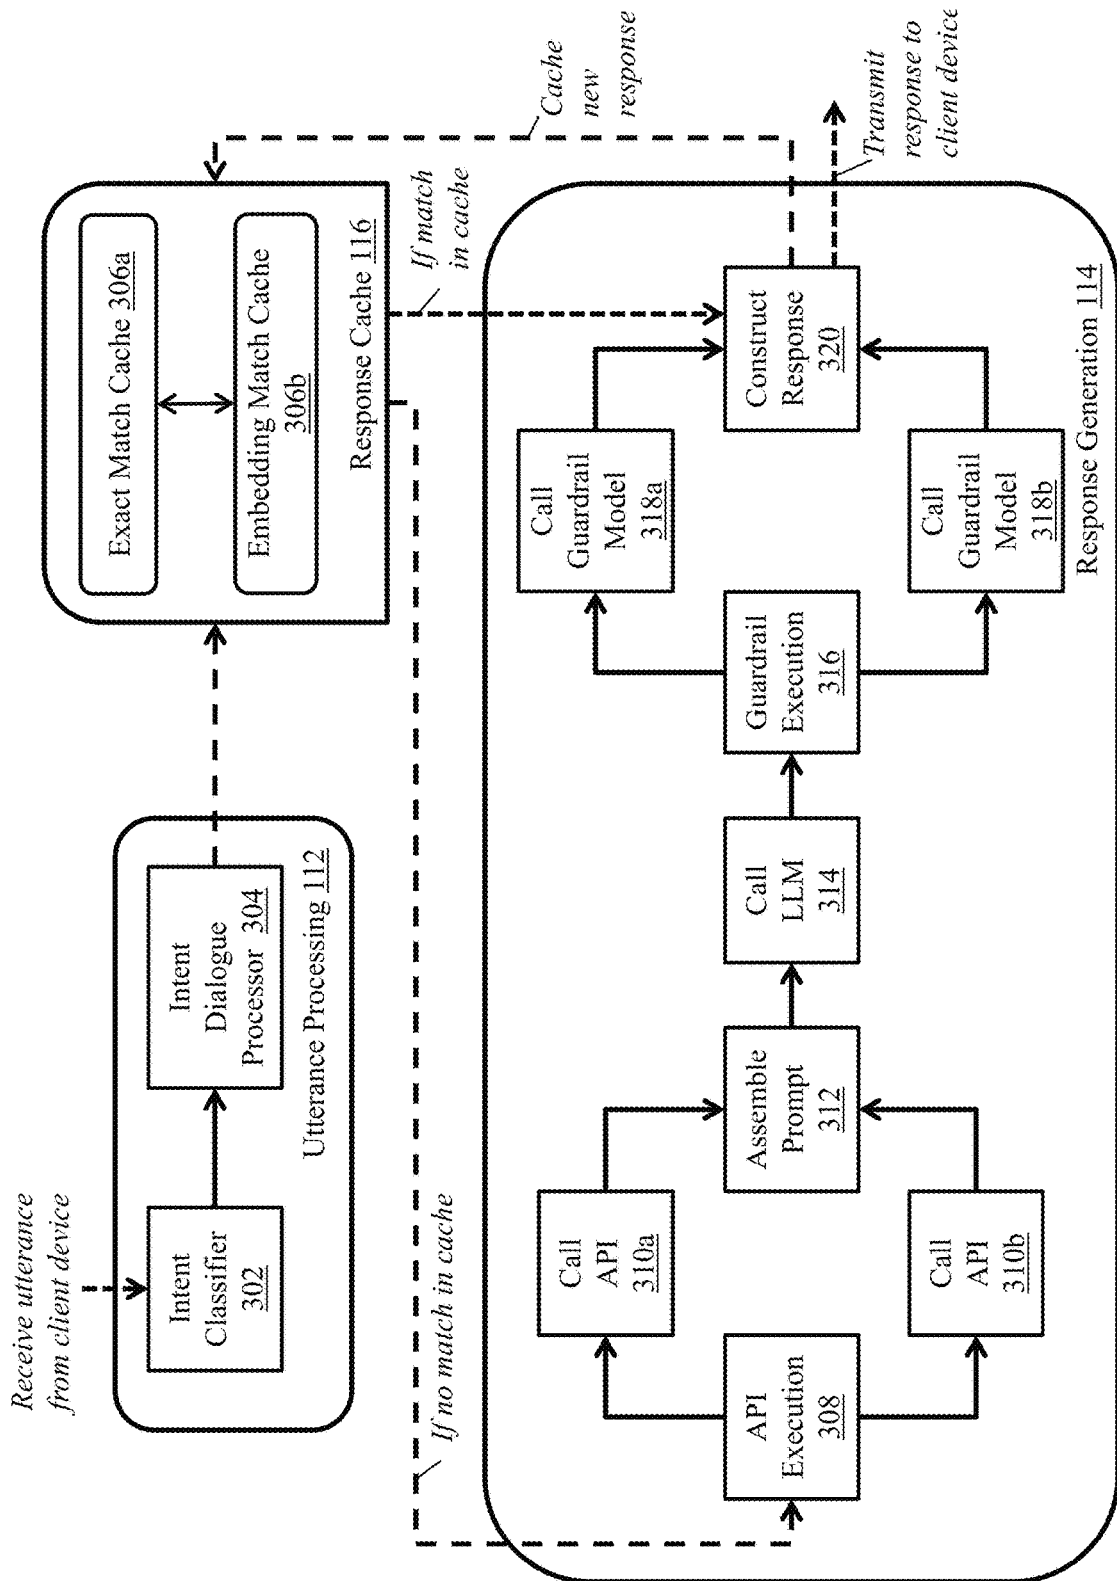 Receive utterance
from client device
Intent
Classifier
302
Intent
Dialogue
Processor 304
Utterance Processing 112
Exact Match Cache 306a
Embedding Match Cache
306b
Response Cache 116
If no match in cache
If match
in cache
Cache
new
response
API
Execution
308
Call
API
310a
Call
API
310b
Assemble
Prompt
312
Call
LLM
314
Guardrail
Execution
316
Call
Guardrail
Model
318a
Call
Guardrail
Model
318b
Construct
Response
320
Transmit
response to
client device
Response Generation 114